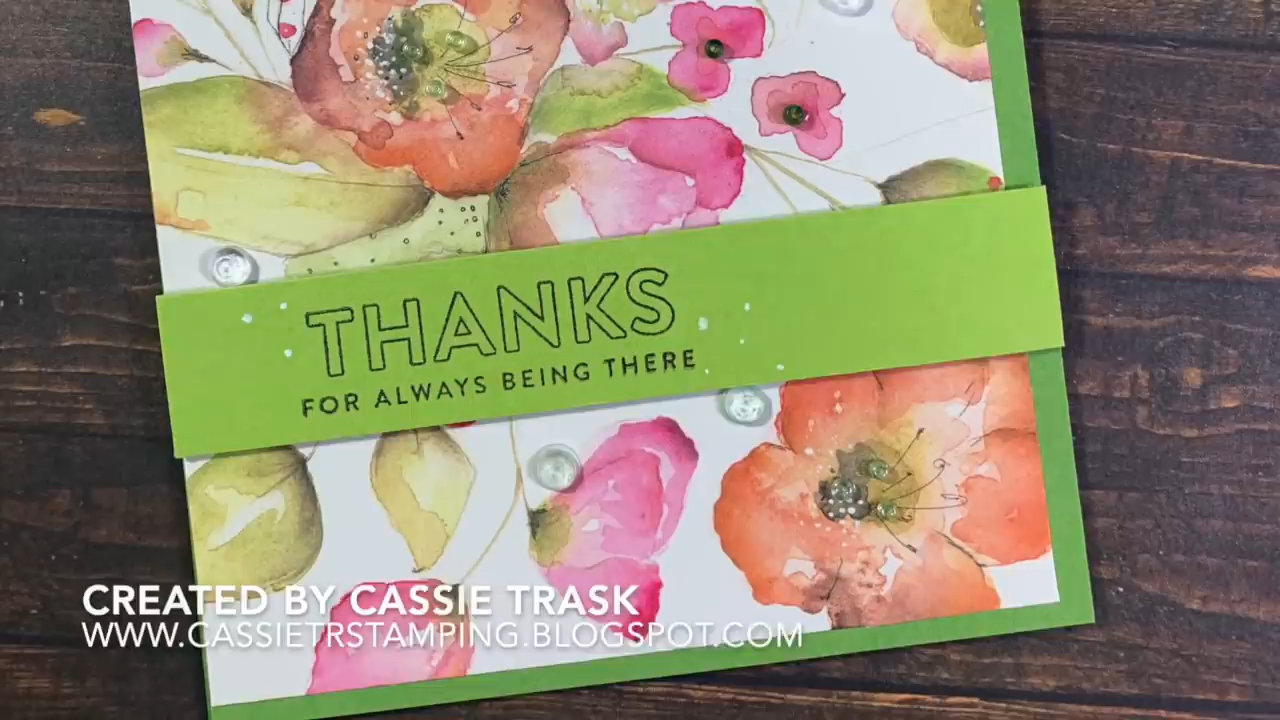 THANKS
FOR ALWAYS BEING THERE
CREATED BY CASSIE TRASK
WWW.CASSIETRSTAMPING.BLOGSPOT.COM